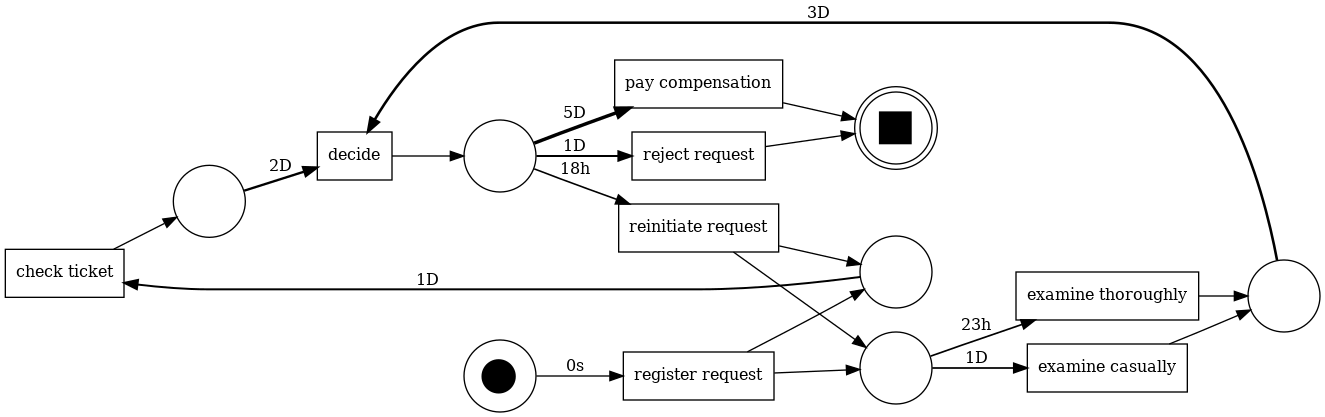 3D
pay compensation
5D
decide
1D
reject request
2D
18h
reinitiate request
check ticket
1D
examine thoroughly
23h
0s
register request
1D
examine casually